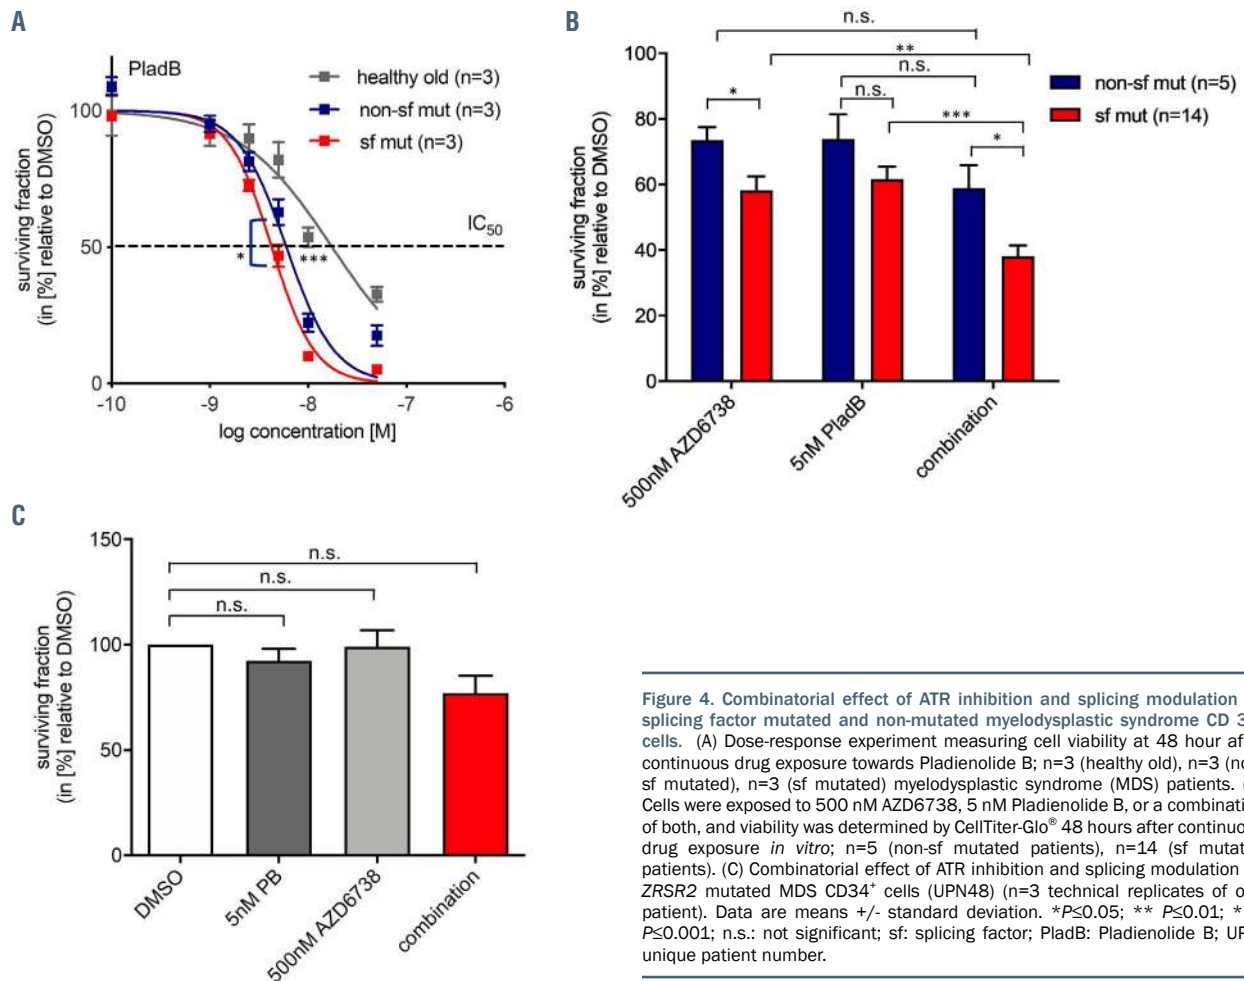 A
PladB
healthy old (n=3)
non-sf mut (n=3)
sf mut (n=3)
surviving fraction
(in [%] relative to DMSO)
100
50
0
IC50
*
***
-10
-9
-8
-7
-6
log concentration [M]
B
n.s.
**
n.s.
n.s.
*
***
*
non-sf mut (n=5)
sf mut (n=14)
surviving fraction
(in [%] relative to DMSO)
100
80
60
40
20
0
500nM AZD6738
5nM PladB
combination
C
surviving fraction
(in [%] relative to DMSO)
150
100
50
0
n.s.
n.s.
n.s.
DMSO
5nM PB
500nM AZD6738
combination
Figure 4. Combinatorial effect of ATR inhibition and splicing modulation
splicing factor mutated and non-mutated myelodysplastic syndrome CD 3
cells. (A) Dose-response experiment measuring cell viability at 48 hour af
continuous drug exposure towards Pladienolide B; n=3 (healthy old), n=3 (no
sf mutated), n=3 (sf mutated) myelodysplastic syndrome (MDS) patients. (
Cells were exposed to 500 nM AZD6738, 5 nM Pladienolide B, or a combinati
of both, and viability was determined by CellTiter-Glo® 48 hours after continuo
drug exposure in vitro; n=5 (non-sf mutated patients), n=14 (sf mutat
patients). (C) Combinatorial effect of ATR inhibition and splicing modulation
ZRSR2 mutated MDS CD34+ cells (UPN48) (n=3 technical replicates of o
patient). Data are means +/- standard deviation. *P≤0.05; ** P≤0.01; *
P≤0.001; n.s.: not significant; sf: splicing factor; PladB: Pladienolide B; UP
unique patient number.